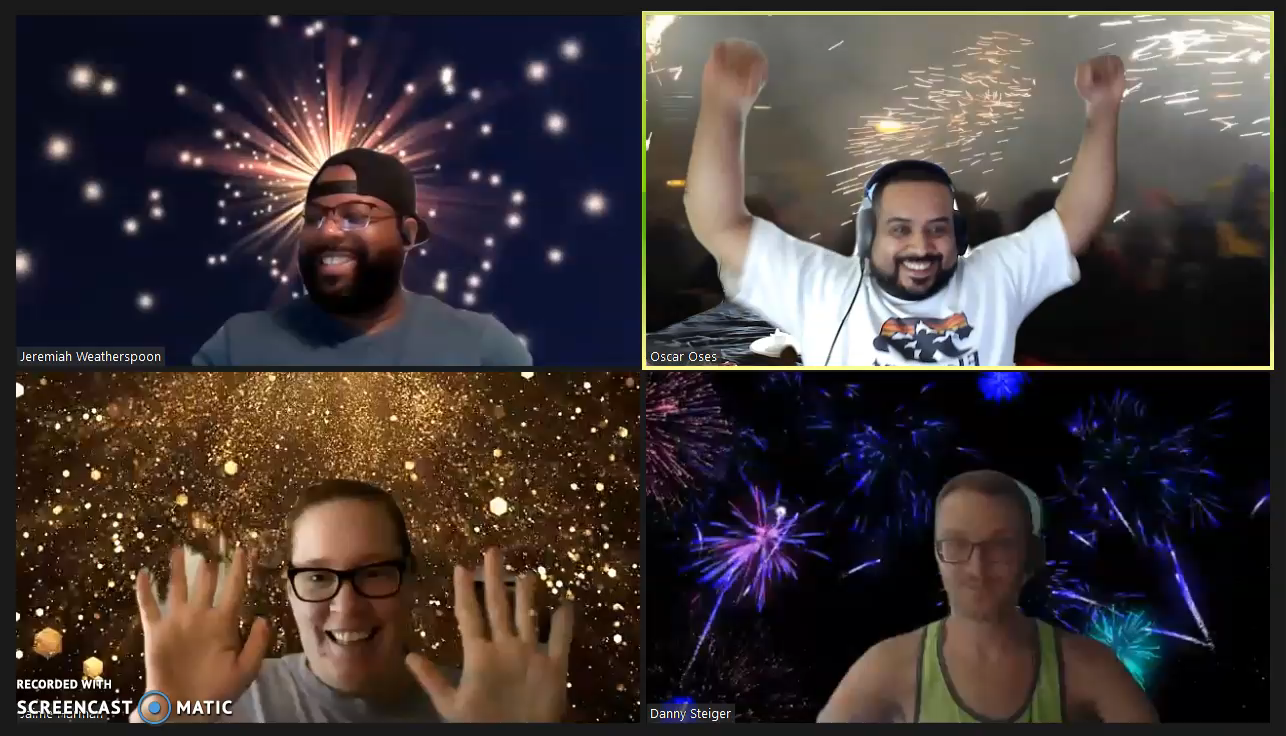 Jeremiah Weatherspoon
Oscar Oses
RECORDED WITH
SCREENCAST MATIC
Danny Steiger